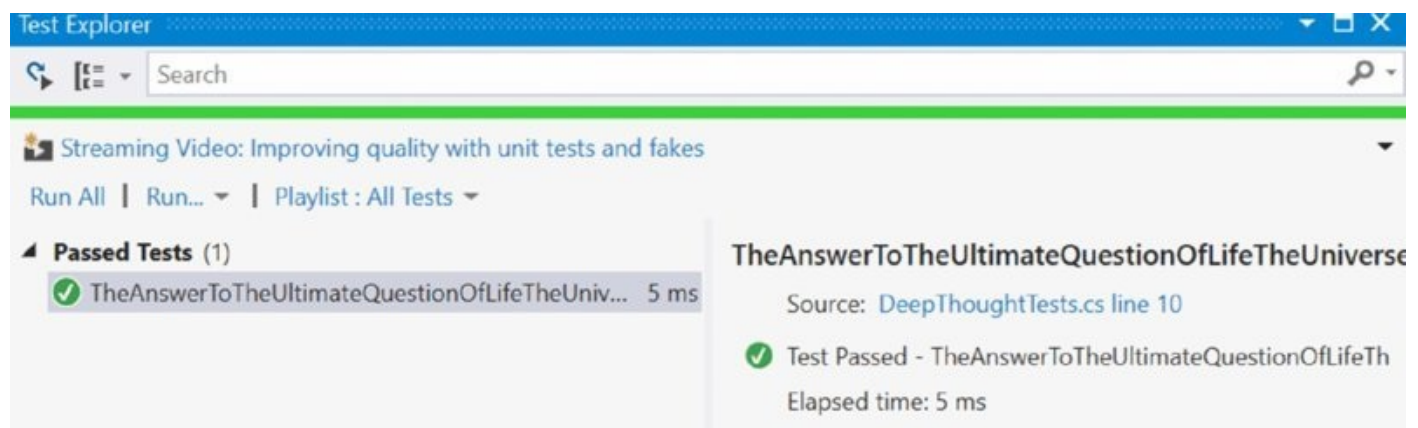 Test Explorer
Search
Streaming Video: Improving quality with unit tests and fakes
Run All | Run... | Playlist : All Tests
Passed Tests (1)
TheAnswerToTheUltimateQuestionOfLifeTheUniv... 5 ms
TheAnswerToTheUltimateQuestionOfLifeTheUniverse
Source: DeepThoughtTests.cs line 10
Test Passed - TheAnswerToTheUltimateQuestionOfLifeTh
Elapsed time: 5 ms